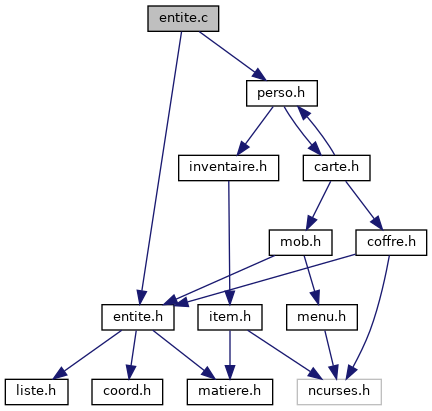 entite.c
perso.h
inventaire.h
carte.h
mob.h
coffre.h
entite.h
item.h
menu.h
liste.h
coord.h
matiere.h
ncurses.h